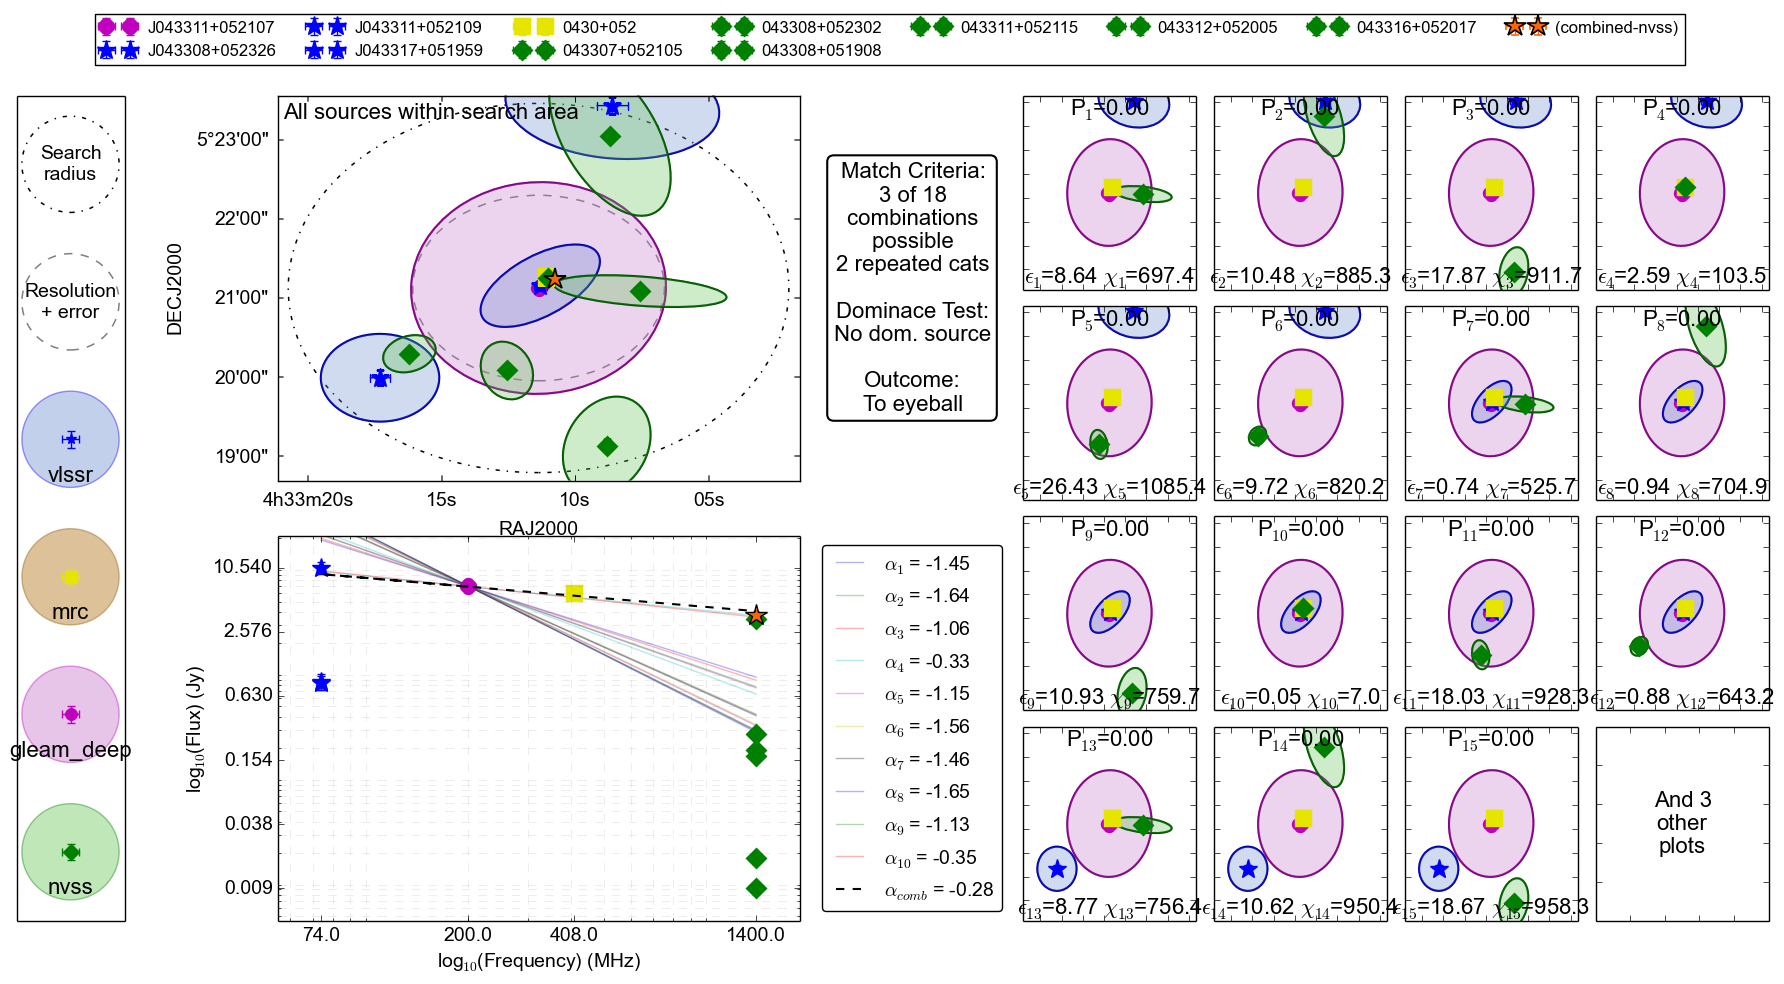 J043311+052107
J043311+052109
0430+052
043308+052302
043311+052115
043312+052005
043316+052017
(combined-nvss)
J043308+052326
J043317+051959
043307+052105
043308+051908
Search
radius
Resolution
+ error
vlssr
mrc
gleam_deep
nvss
All sources within search area
5°23'00"
22'00"
21'00"
20'00"
19'00"
DECJ2000
4h33m20s
15s
10s
05s
RAJ2000
Match Criteria:
3 of 18
combinations
possible
2 repeated cats
Dominace Test:
No dom. source
Outcome:
To eyeball
log10(Flux) (Jy)
10.540
2.576
0.630
0.154
0.038
0.009
74.0
200.0
408.0
1400.0
log10(Frequency) (MHz)
α1 = -1.45
α2 = -1.64
α3 = -1.06
α4 = -0.33
α5 = -1.15
α6 = -1.56
α7 = -1.46
α8 = -1.65
α9 = -1.13
α10 = -0.35
αcomb = -0.28
P1=0.00
ϵ1=8.64 χ1=697.4
P2=0.00
ϵ2=10.48 χ2=885.3
P3=0.00
ϵ3=17.87 χ3=911.7
P4=0.00
ϵ4=2.59 χ4=103.5
P5=0.00
ϵ5=26.43 χ5=1085.4
P6=0.00
ϵ6=9.72 χ6=820.2
P7=0.00
ϵ7=0.74 χ7=525.7
P8=0.00
ϵ8=0.94 χ8=704.9
P9=0.00
ϵ9=10.93 χ9=759.7
P10=0.00
ϵ10=0.05 χ10=7.0
P11=0.00
ϵ11=18.03 χ11=928.3
P12=0.00
ϵ12=0.88 χ12=643.2
P13=0.00
ϵ13=8.77 χ13=756.4
P14=0.00
ϵ14=10.62 χ14=950.4
P15=0.00
ϵ15=18.67 χ15=958.3
And 3
other
plots